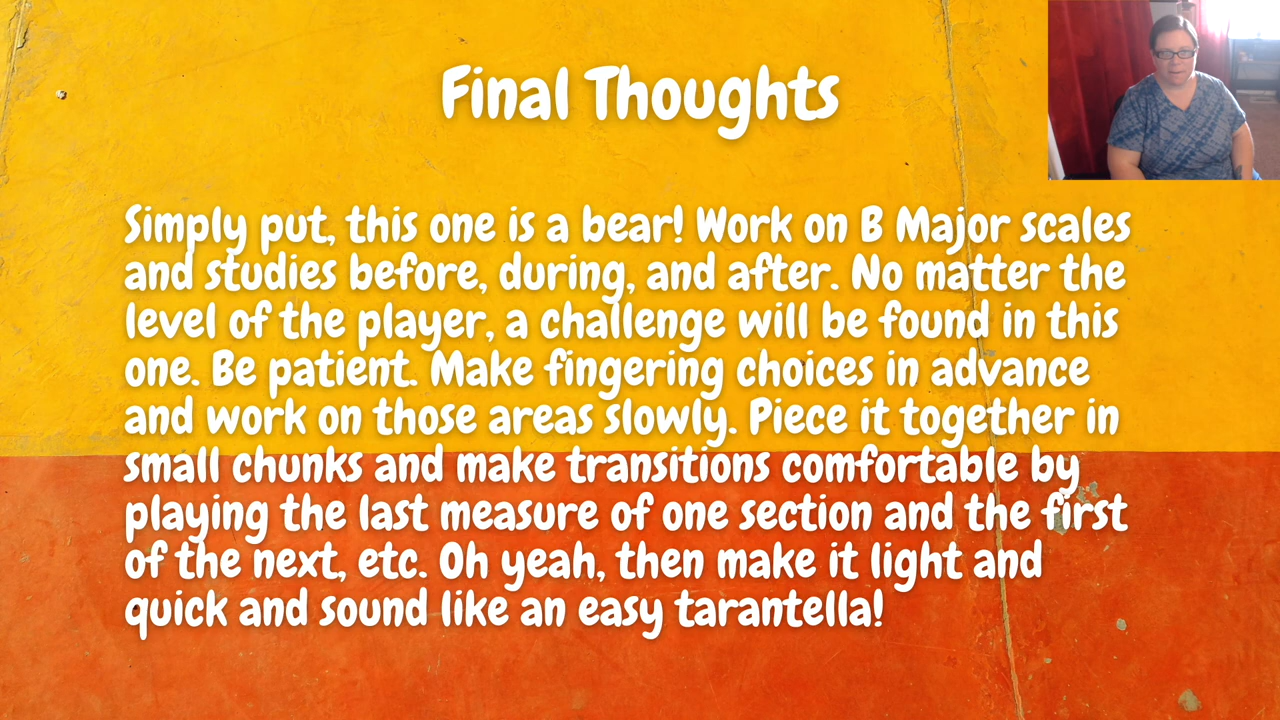 Final Thoughts
Simply put, this one is a bear! Work on B Major scales
and studies before, during, and after. No matter the
level of the player, a challenge will be found in this
one. Be patient. Make fingering choices in advance
and work on those areas slowly. Piece it together in
small chunks and make transitions comfortable by
playing the last measure of one section and the first
of the next, etc. Oh yeah, then make it light and
quick and sound like an easy tarantella!